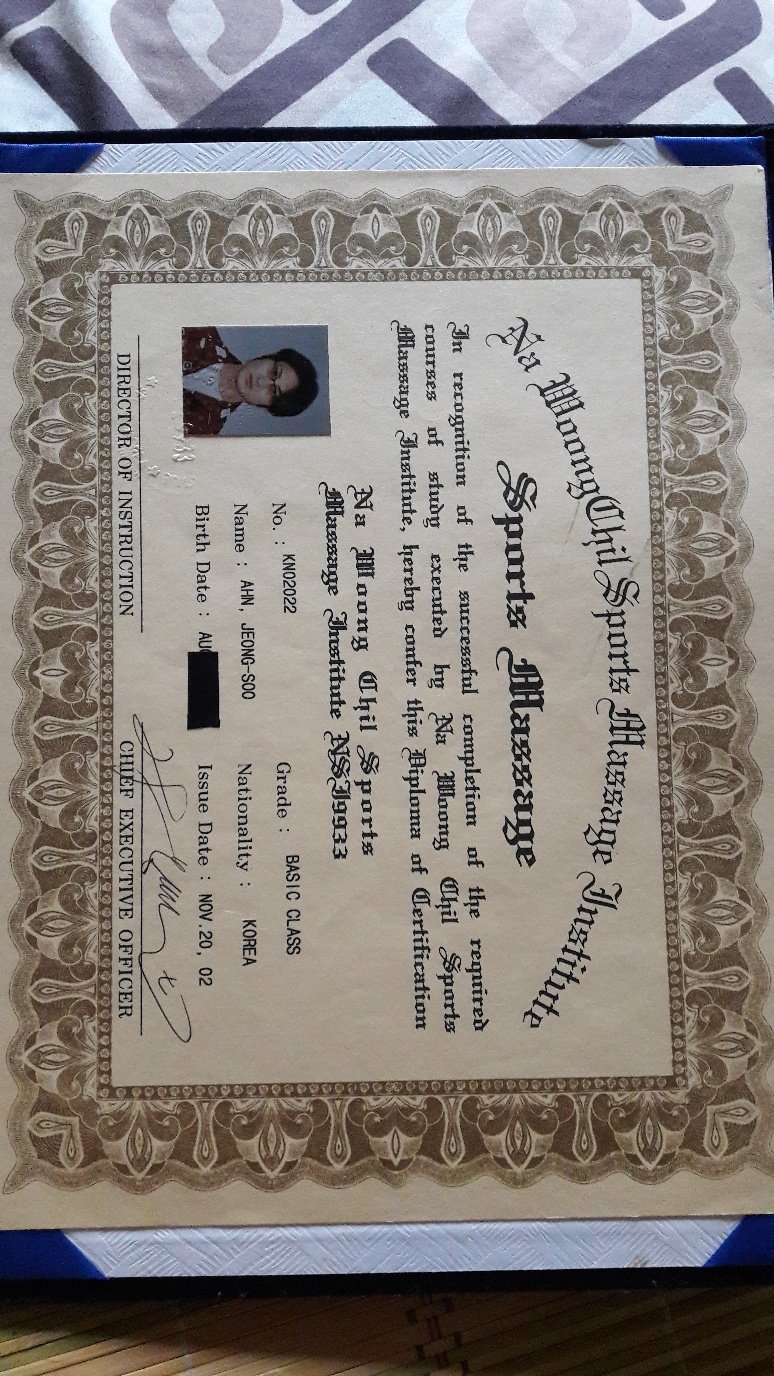 Na Woong Chil Sports Massage Institute
Sports Massage
In recognition of the successful completion of the required
courses of study executed by Na Woong Chil Sports
Massage Institute, hereby confer this Diploma of Certification
Na Woong Chil Sports
Massage Institute NSI9933
No. : KN02022 Grade : BASIC CLASS
Name : AHN, JEONG-SOO Nationality : KOREA
Birth Date : AUG Issue Date : NOV.20, 02
DIRECTOR OF INSTRUCTION CHIEF EXECUTIVE OFFICER